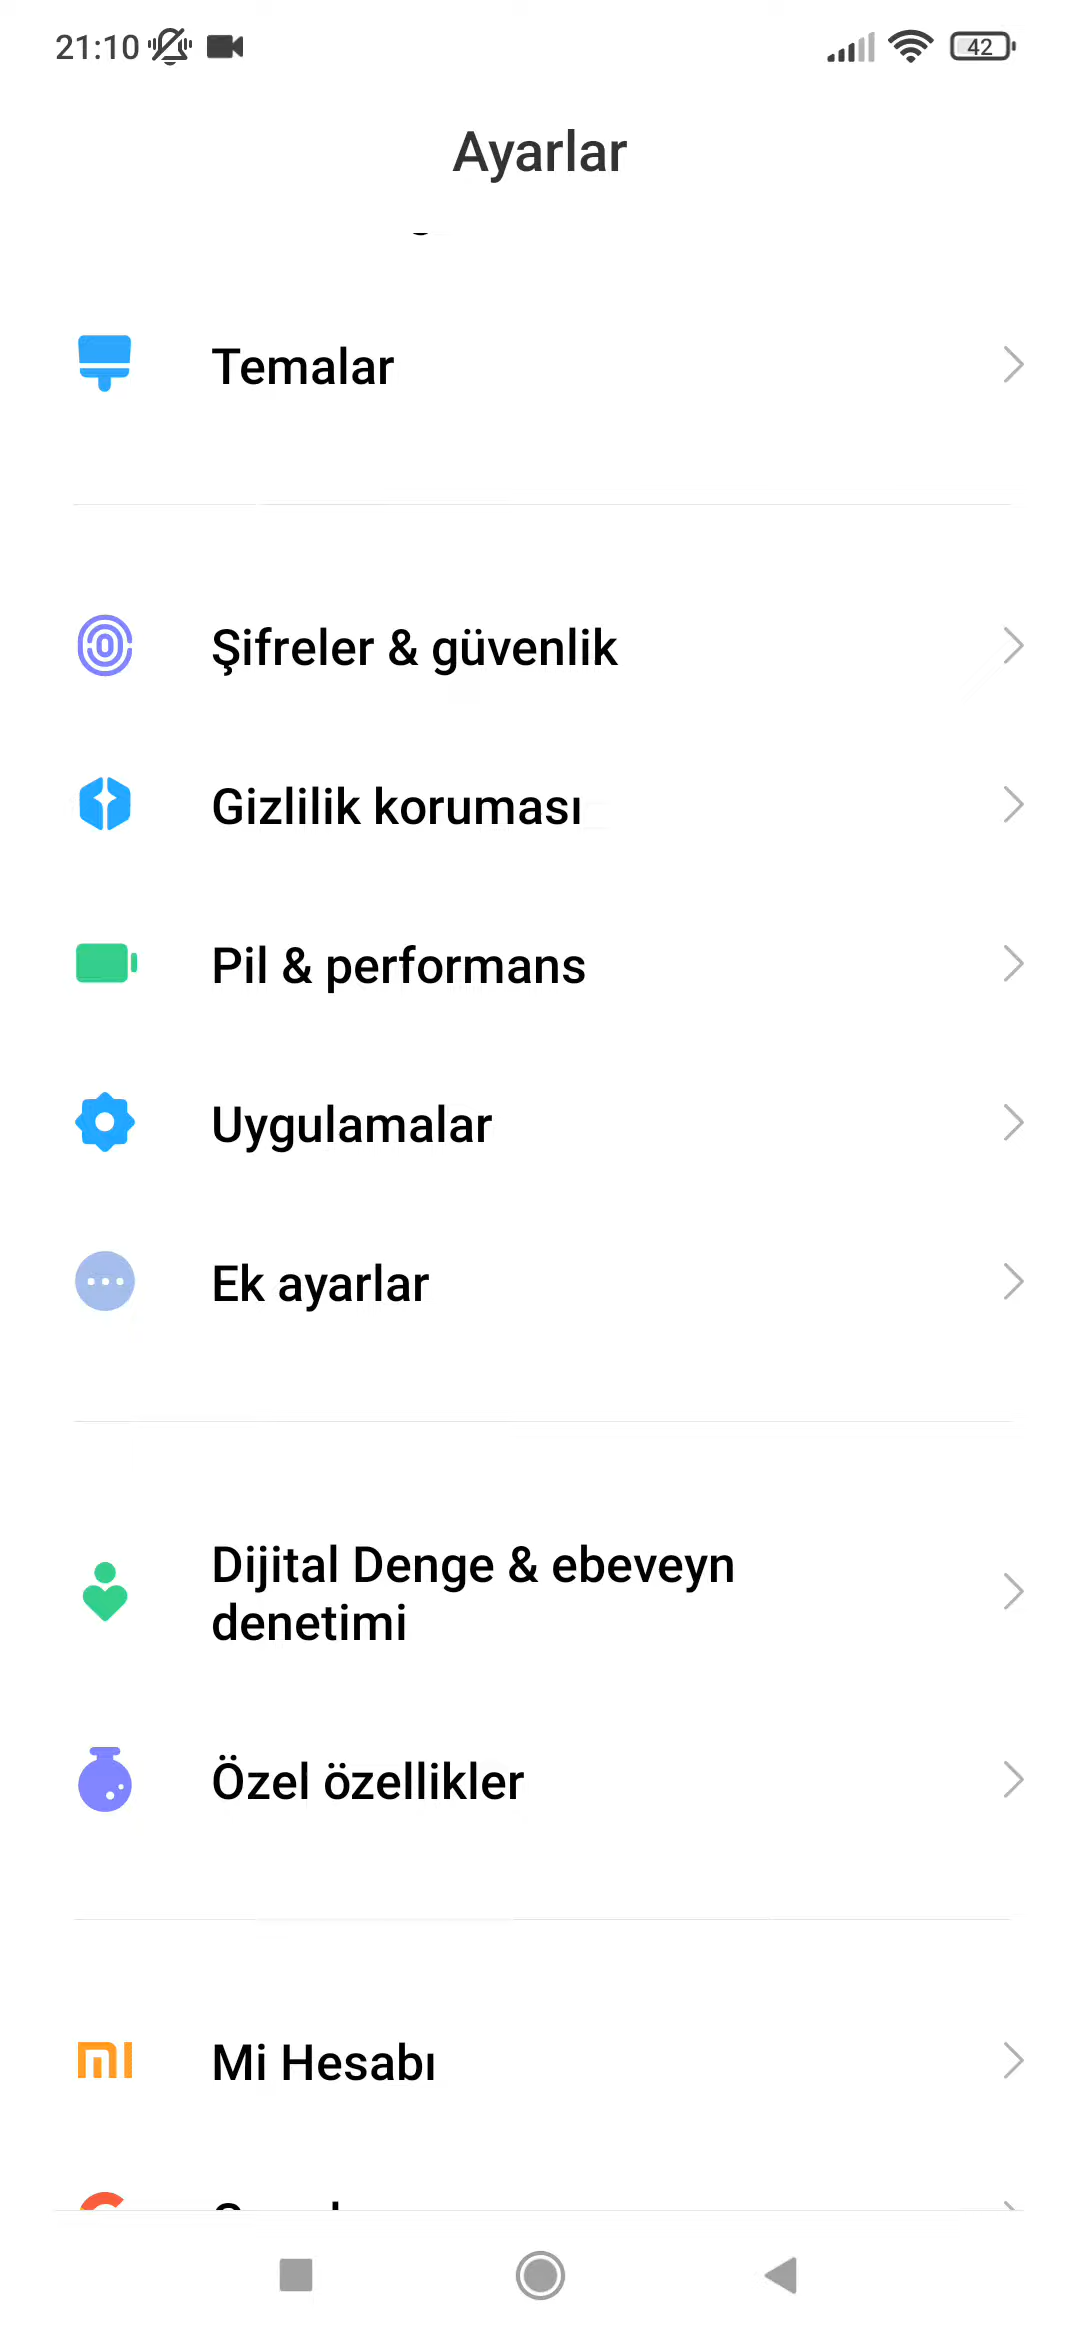 21:10
42
Ayarlar
Temalar
Şifreler & güvenlik
Gizlilik koruması
Pil & performans
Uygulamalar
Ek ayarlar
Dijital Denge & ebeveyn
denetimi
Özel özellikler
Mi Hesabı